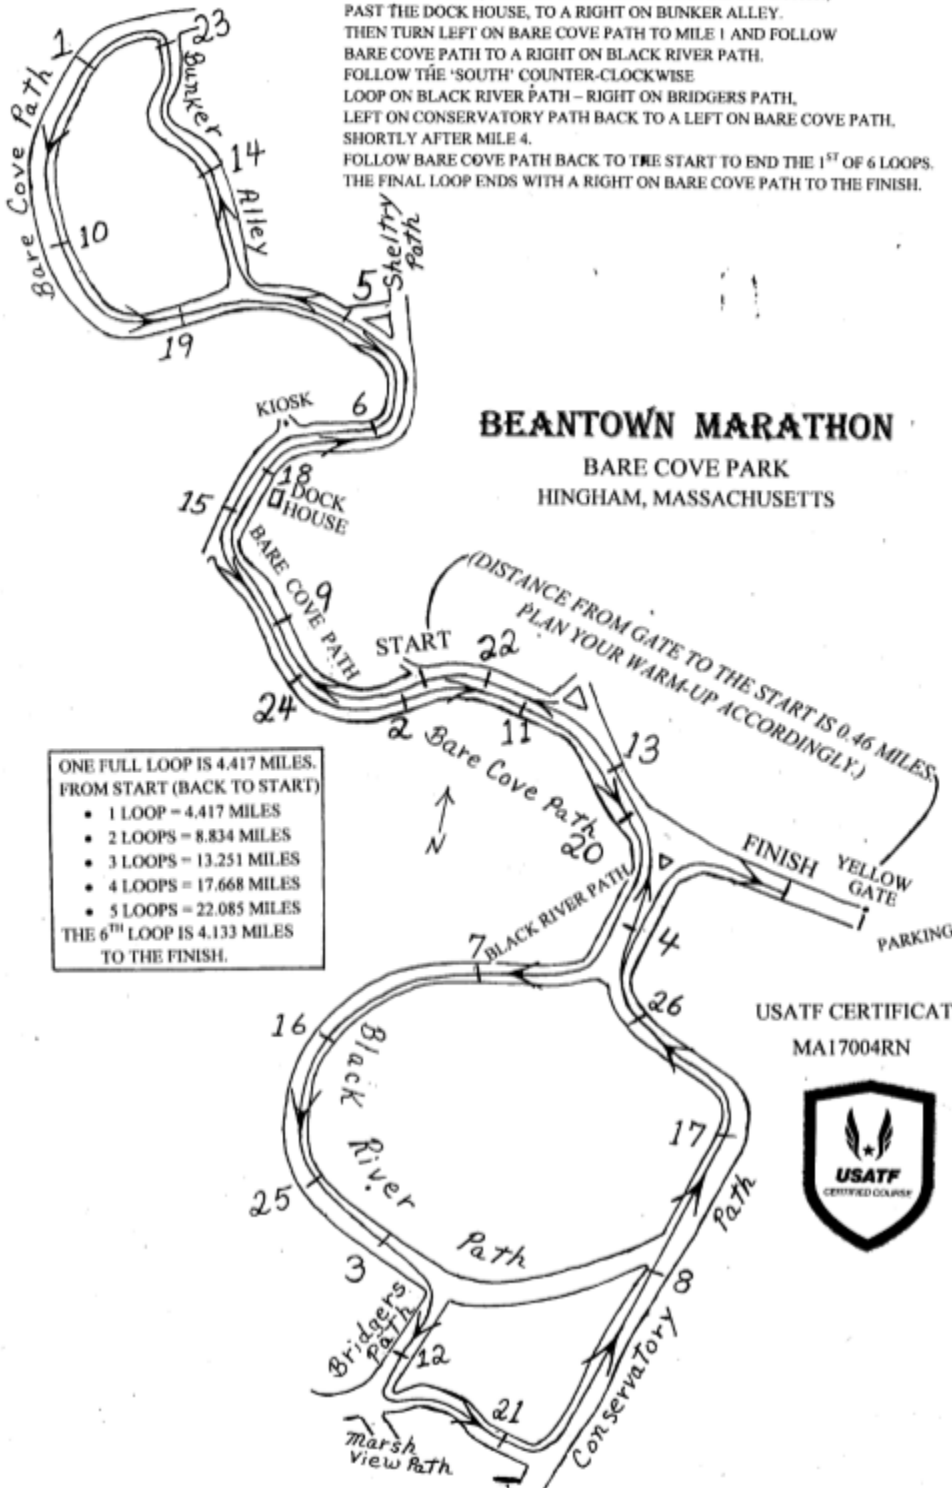 PAST THE DOCK HOUSE, TO A RIGHT ON BUNKER ALLEY.
THEN TURN LEFT ON BARE COVE PATH TO MILE 1 AND FOLLOW
BARE COVE PATH TO A RIGHT ON BLACK RIVER PATH.
FOLLOW THE 'SOUTH' COUNTER-CLOCKWISE
LOOP ON BLACK RIVER PATH – RIGHT ON BRIDGERS PATH,
LEFT ON CONSERVATORY PATH BACK TO A LEFT ON BARE COVE PATH,
SHORTLY AFTER MILE 4.
FOLLOW BARE COVE PATH BACK TO THE START TO END THE 1ST OF 6 LOOPS.
THE FINAL LOOP ENDS WITH A RIGHT ON BARE COVE PATH TO THE FINISH.
1
23
Bunker
Alley
14
Bare Cove Path
10
19
5
Sheltry
Path
KIOSK
6
18
15
DOCK
HOUSE
BEANTOWN MARATHON
BARE COVE PARK
HINGHAM, MASSACHUSETTS
BARE COVE PATH
9
START
22
(DISTANCE FROM GATE TO THE START IS 0.46 MILES.
PLAN YOUR WARM-UP ACCORDINGLY.)
24
2
Bare Cove Path
11
13
20
N
ONE FULL LOOP IS 4.417 MILES.
FROM START (BACK TO START)
• 1 LOOP = 4.417 MILES
• 2 LOOPS = 8.834 MILES
• 3 LOOPS = 13.251 MILES
• 4 LOOPS = 17.668 MILES
• 5 LOOPS = 22.085 MILES
THE 6TH LOOP IS 4.133 MILES
TO THE FINISH.
FINISH
YELLOW
GATE
PARKING
BLACK RIVER PATH
7
4
26
16
Black River Path
17
25
3
USATF CERTIFICAT
MA17004RN
USATF
CERTIFIED COURSE
Bridgers
Path
12
8
Conservatory Path
21
Marsh
View Path